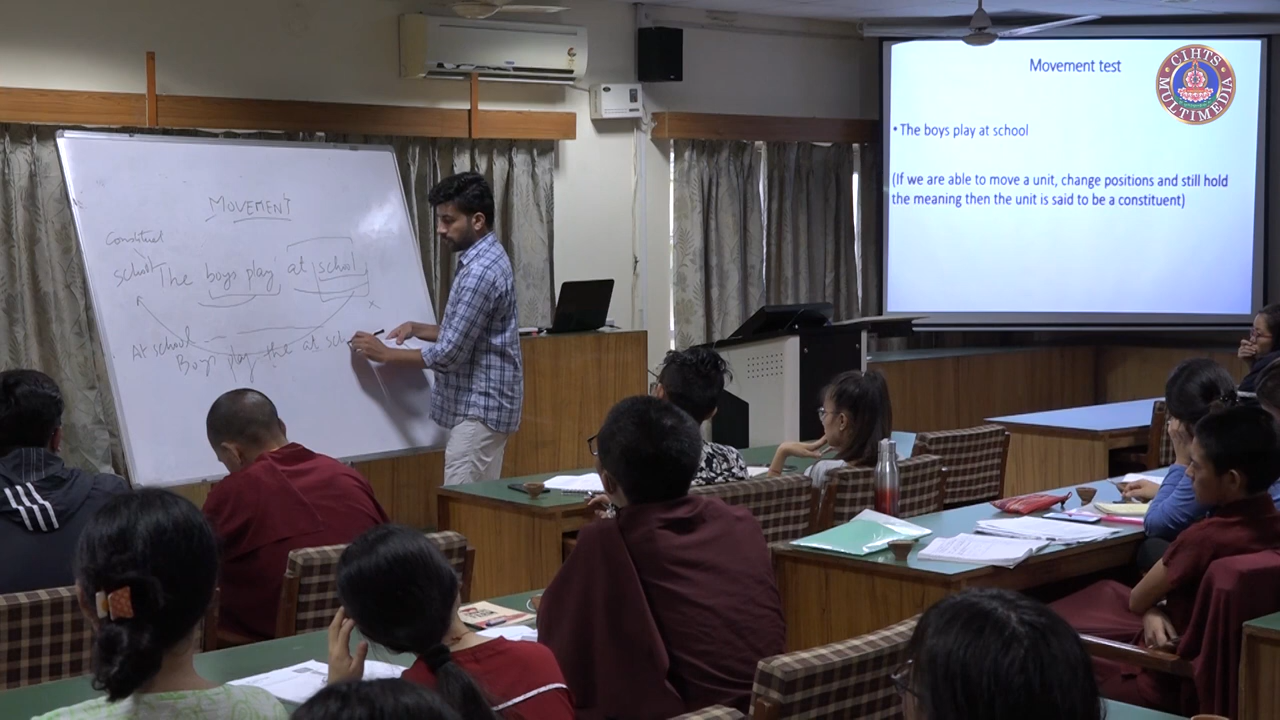 MOVEMENT
Constituent
school The boys play at school
x
At school
Boys play the at sch
Movement test
• The boys play at school
(If we are able to move a unit, change positions and still hold
the meaning then the unit is said to be a constituent)
CIHTS
MULTIMEDIA